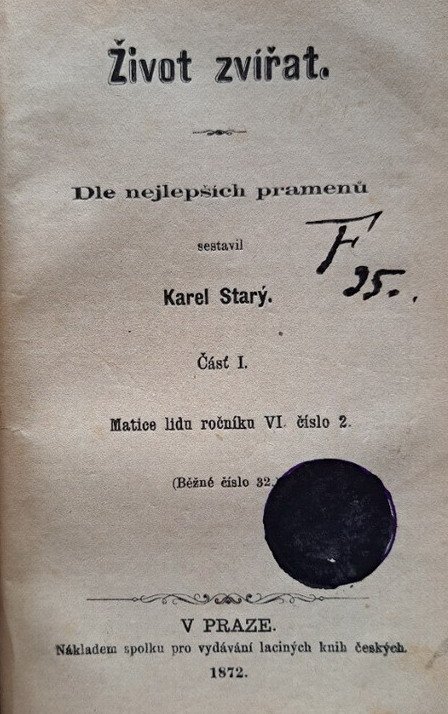 Život zvířat.
Dle nejlepších pramenů
sestavil
F
35..
Karel Starý.
Část I.
Matice lidu ročníku VI. číslo 2.
(Běžné číslo 32.)
V PRAZE.
Nákladem spolku pro vydávání laciných knih českých.
1872.